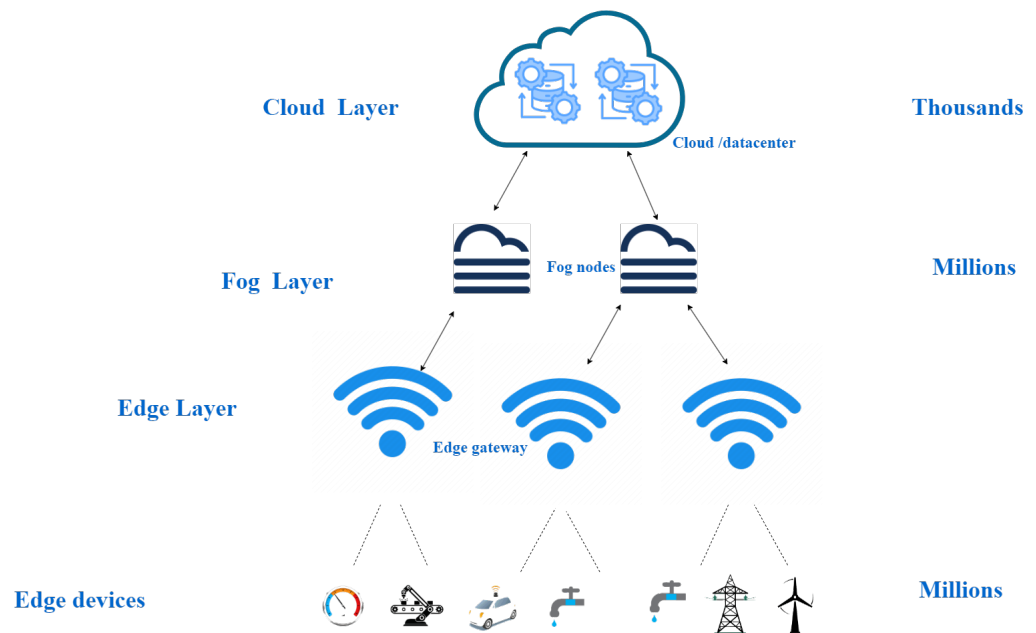 Cloud Layer
Thousands
Cloud /datacenter
Fog Layer
Fog nodes
Millions
Edge Layer
Edge gateway
Edge devices
Millions